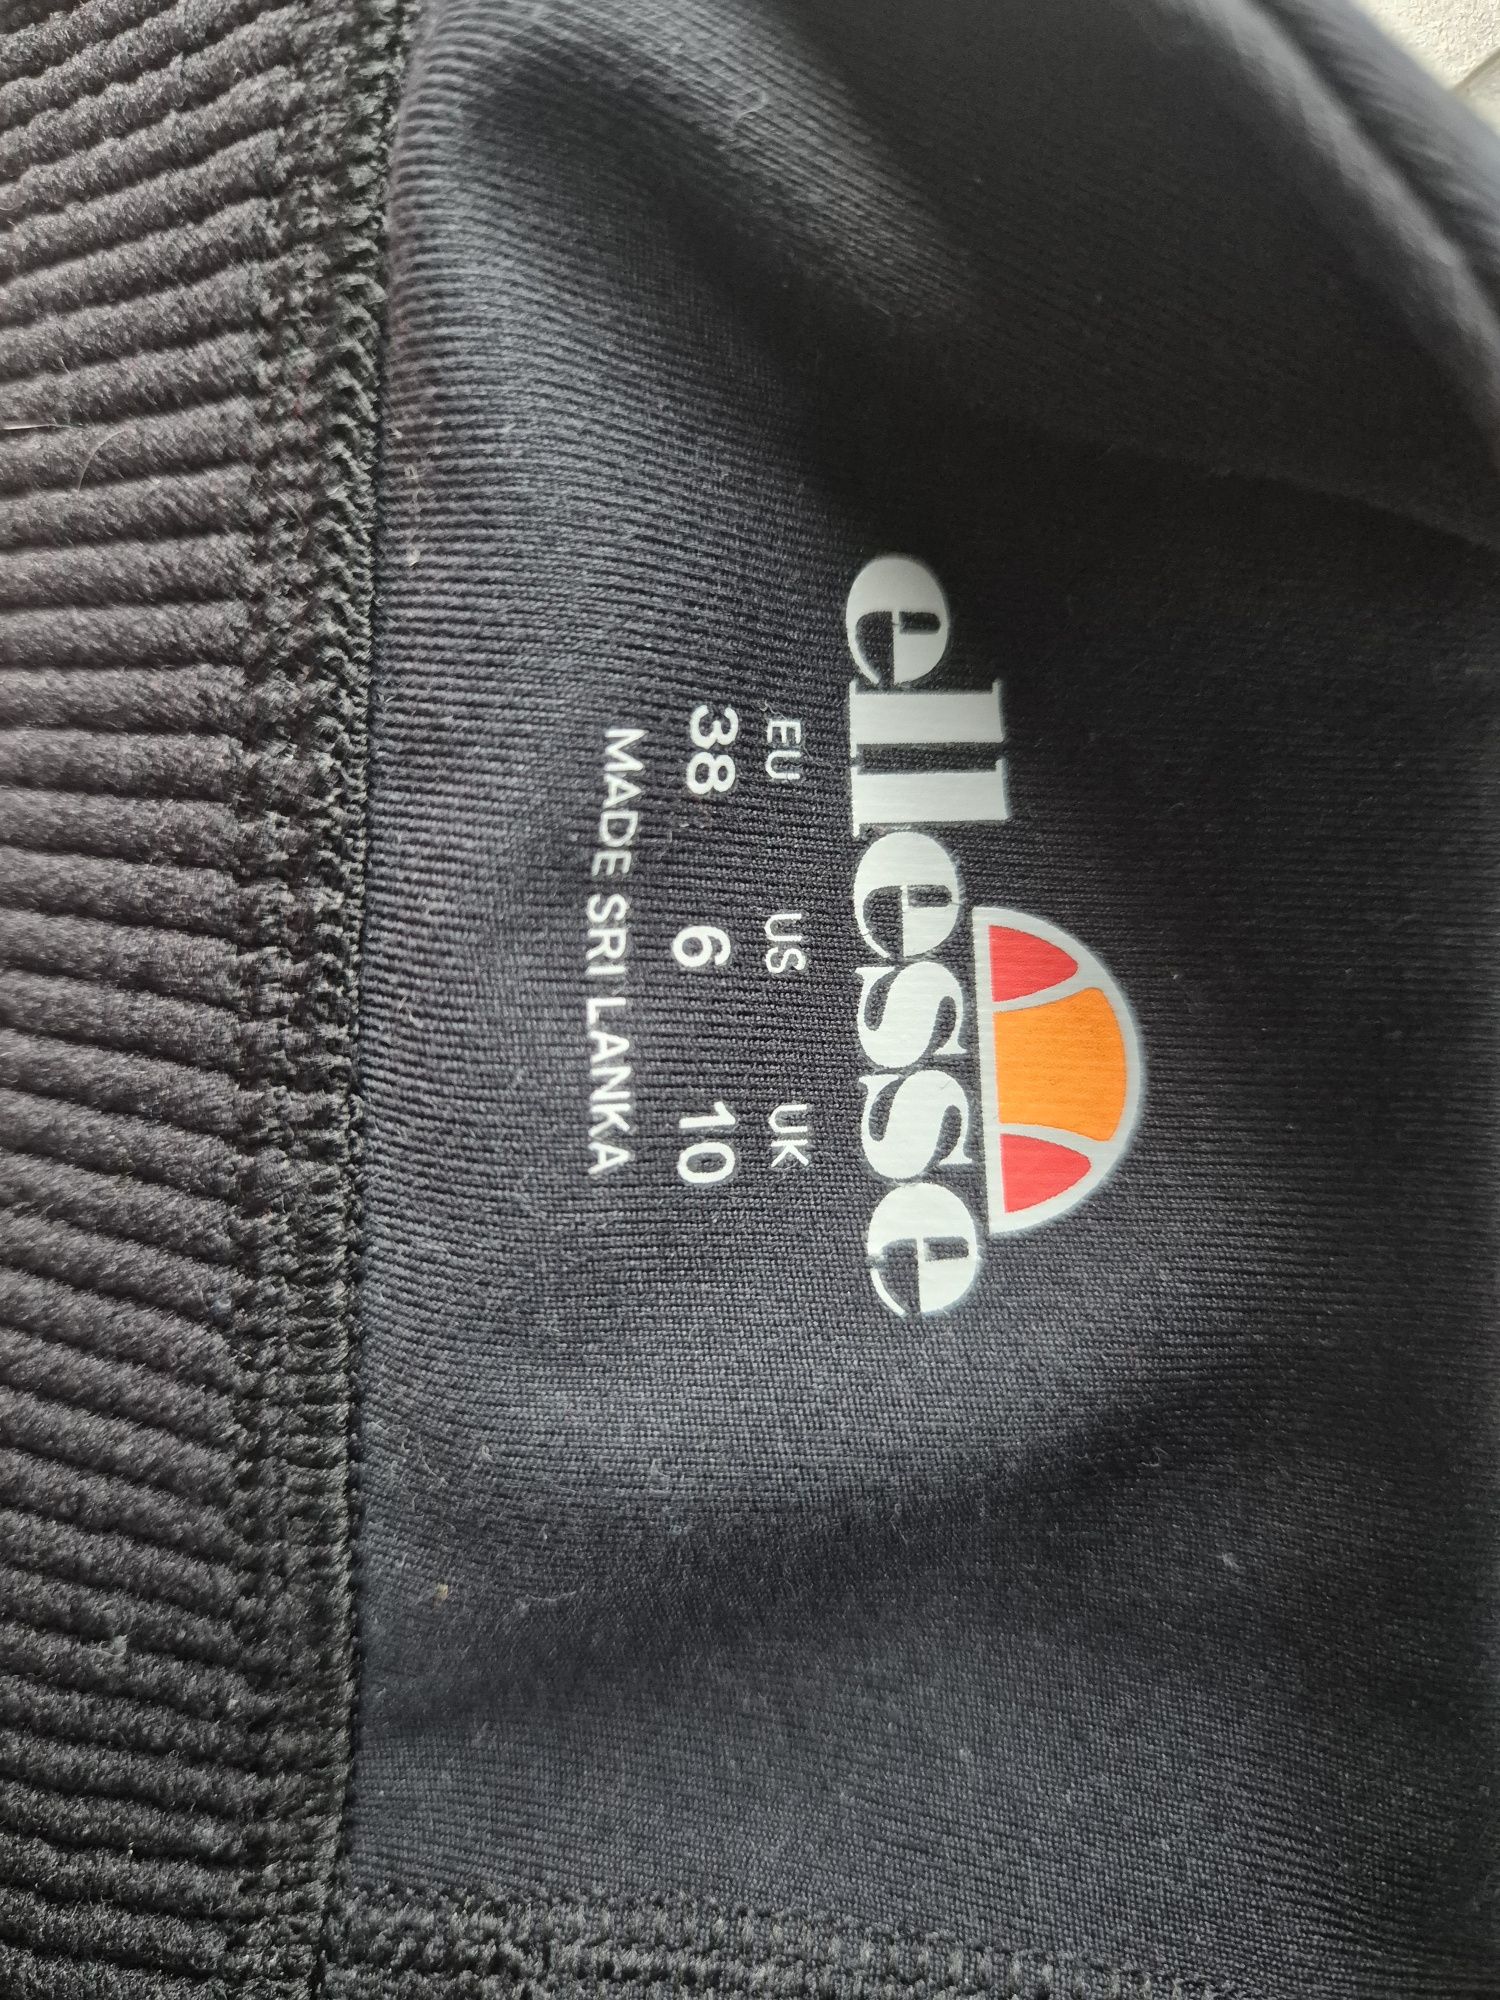 ellesse
EU US UK
38 6 10
MADE SRI LANKA